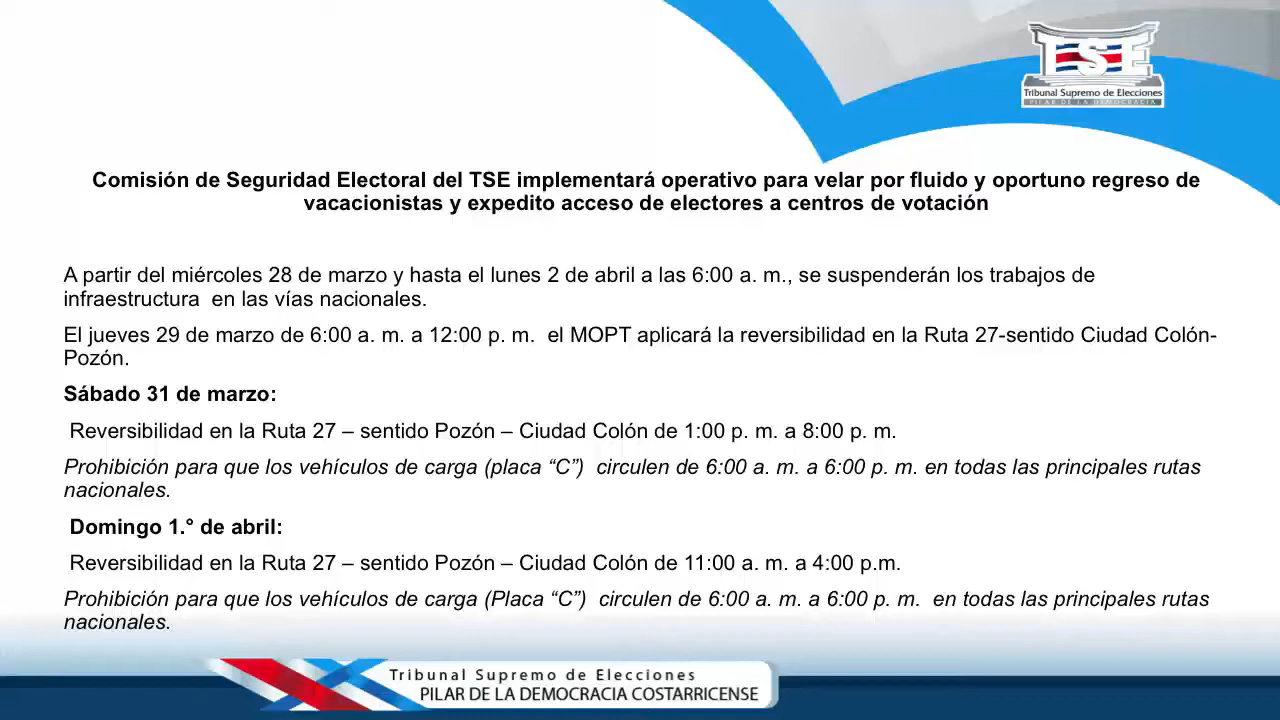 TSE
Tribunal Supremo de Elecciones
PILAR DE LA DEMOCRACIA
Comisión de Seguridad Electoral del TSE implementará operativo para velar por fluido y oportuno regreso de
vacacionistas y expedito acceso de electores a centros de votación
A partir del miércoles 28 de marzo y hasta el lunes 2 de abril a las 6:00 a. m., se suspenderán los trabajos de
infraestructura  en las vías nacionales.
El jueves 29 de marzo de 6:00 a. m. a 12:00 p. m.  el MOPT aplicará la reversibilidad en la Ruta 27-sentido Ciudad Colón-
Pozón.
Sábado 31 de marzo:
Reversibilidad en la Ruta 27 – sentido Pozón – Ciudad Colón de 1:00 p. m. a 8:00 p. m.
Prohibición para que los vehículos de carga (placa “C”)  circulen de 6:00 a. m. a 6:00 p. m. en todas las principales rutas
nacionales.
Domingo 1.° de abril:
Reversibilidad en la Ruta 27 – sentido Pozón – Ciudad Colón de 11:00 a. m. a 4:00 p.m.
Prohibición para que los vehículos de carga (Placa “C”)  circulen de 6:00 a. m. a 6:00 p. m.  en todas las principales rutas
nacionales.
Tribunal Supremo de Elecciones
PILAR DE LA DEMOCRACIA COSTARRICENSE